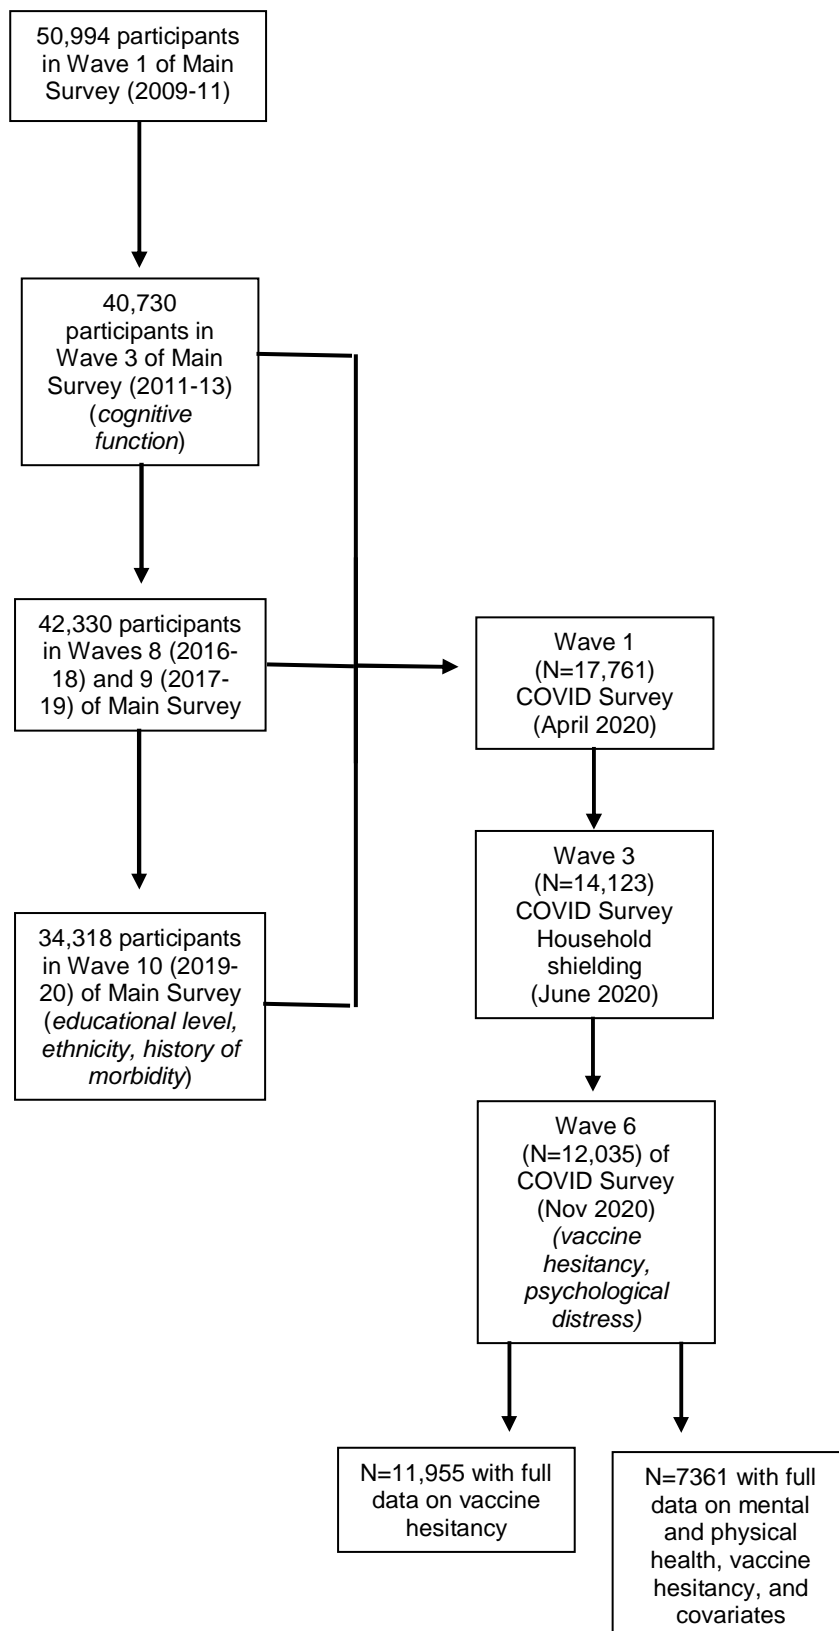 50,994 participants
in Wave 1 of Main
Survey (2009-11)
40,730
participants in
Wave 3 of Main
Survey (2011-13)
(cognitive
function)
42,330 participants
in Waves 8 (2016-
18) and 9 (2017-
19) of Main Survey
34,318 participants
in Wave 10 (2019-
20) of Main Survey
(educational level,
ethnicity, history of
morbidity)
Wave 1
(N=17,761)
COVID Survey
(April 2020)
Wave 3
(N=14,123)
COVID Survey
Household
shielding
(June 2020)
Wave 6
(N=12,035) of
COVID Survey
(Nov 2020)
(vaccine
hesitancy,
psychological
distress)
N=11,955 with full
data on vaccine
hesitancy
N=7361 with full
data on mental
and physical
health, vaccine
hesitancy, and
covariates